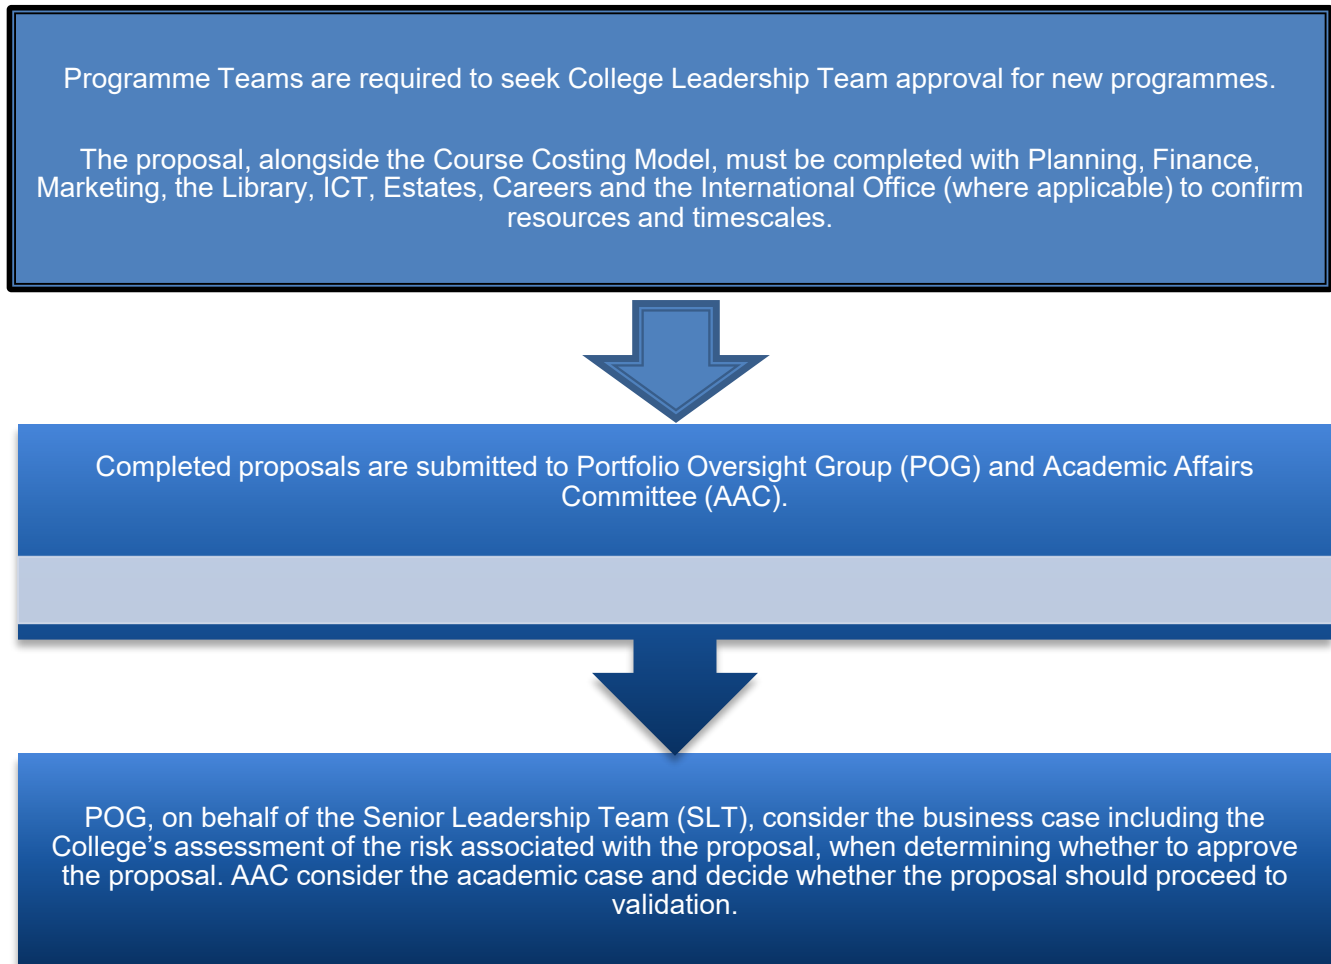 Programme Teams are required to seek College Leadership Team approval for new programmes.
The proposal, alongside the Course Costing Model, must be completed with Planning, Finance,
Marketing, the Library, ICT, Estates, Careers and the International Office (where applicable) to confirm
resources and timescales.
Completed proposals are submitted to Portfolio Oversight Group (POG) and Academic Affairs
Committee (AAC).
POG, on behalf of the Senior Leadership Team (SLT), consider the business case including the
College’s assessment of the risk associated with the proposal, when determining whether to approve
the proposal. AAC consider the academic case and decide whether the proposal should proceed to
validation.